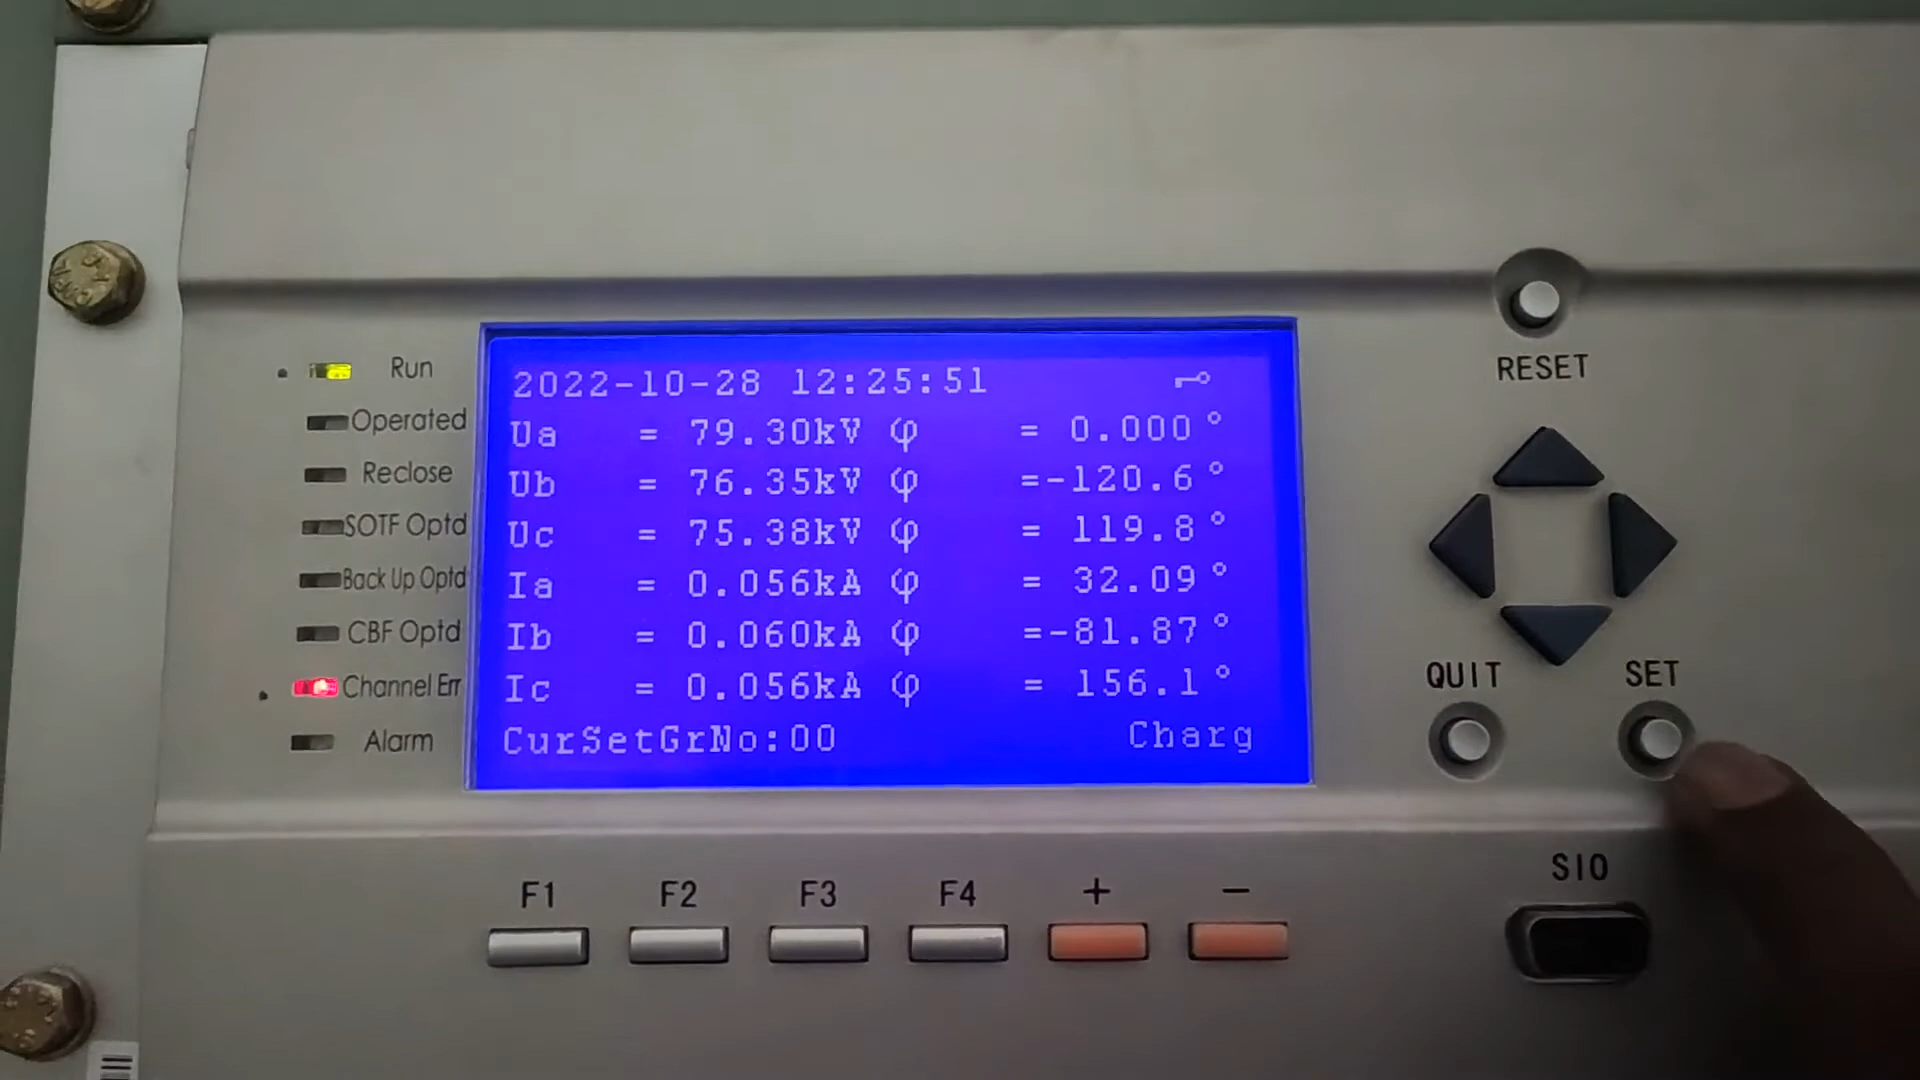 2022-10-28 12:25:51
Ua = 79.30kV φ = 0.000°
Ub = 76.35kV φ =-120.6°
Uc = 75.38kV φ = 119.8°
Ia = 0.056kA φ = 32.09°
Ib = 0.060kA φ =-81.87°
Ic = 0.056kA φ = 156.1°
CurSetGrNo:00 Charg
Run
Operated
Reclose
SOTF Optd
Back Up Optd
CBF Optd
Channel Err
Alarm
RESET
QUIT SET
SIO
F1 F2 F3 F4 + −